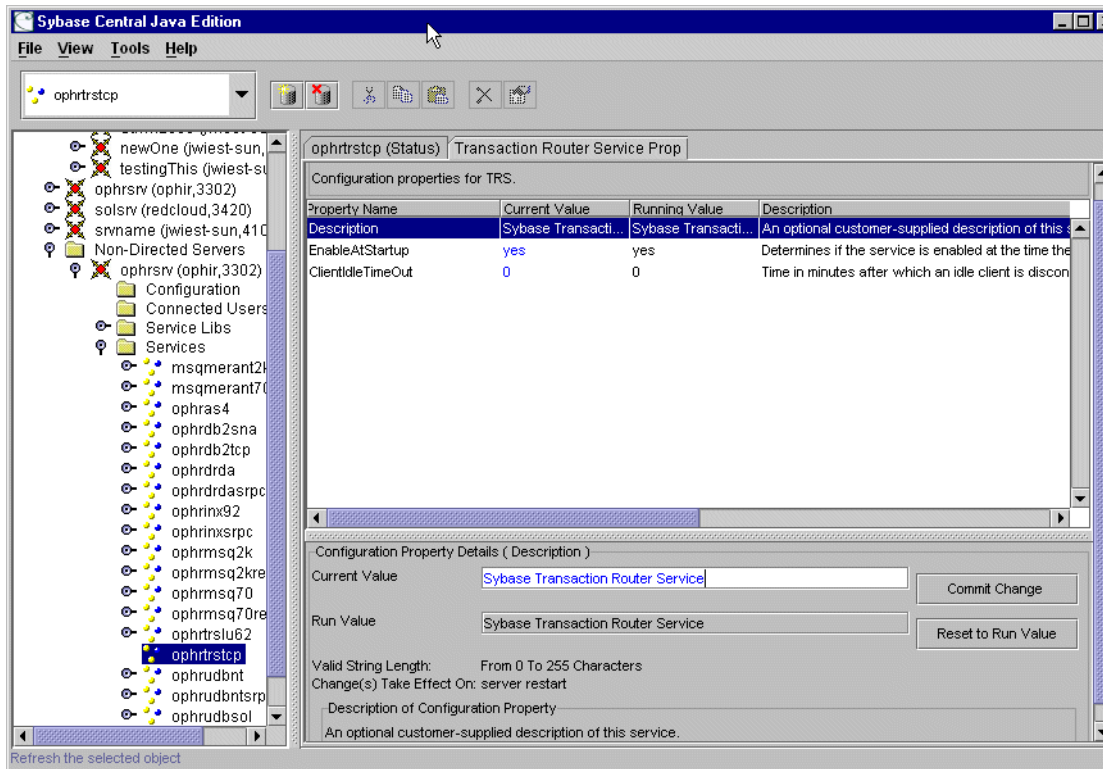 Sybase Central Java Edition
File View Tools Help
ophrtrstcp
newOne (jwiest-sun,
testingThis (jwiest-su
ophrsrv (ophir,3302)
solsrv (redcloud,3420)
srvname (jwiest-sun,410
Non-Directed Servers
ophrsrv (ophir,3302)
Configuration
Connected Users
Service Libs
Services
msqmerant2k
msqmerant70
ophras4
ophrdb2sna
ophrdb2tcp
ophrdrda
ophrdrdasrpc
ophrinx92
ophrinxsrpc
ophrmsq2k
ophrmsq2kre
ophrmsq70
ophrmsq70re
ophrtrslu62
ophrtrstcp
ophrudbnt
ophrudbntsrp
ophrudbsol
ophrtrstcp (Status) Transaction Router Service Prop
Configuration properties for TRS.
Property Name Current Value Running Value Description
Description Sybase Transacti... Sybase Transacti... An optional customer-supplied description of this s
EnableAtStartup yes yes Determines if the service is enabled at the time the
ClientIdleTimeOut 0 0 Time in minutes after which an idle client is discon
Configuration Property Details ( Description )
Current Value Sybase Transaction Router Service Commit Change
Run Value Sybase Transaction Router Service Reset to Run Value
Valid String Length: From 0 To 255 Characters
Change(s) Take Effect On: server restart
Description of Configuration Property
An optional customer-supplied description of this service.
Refresh the selected object